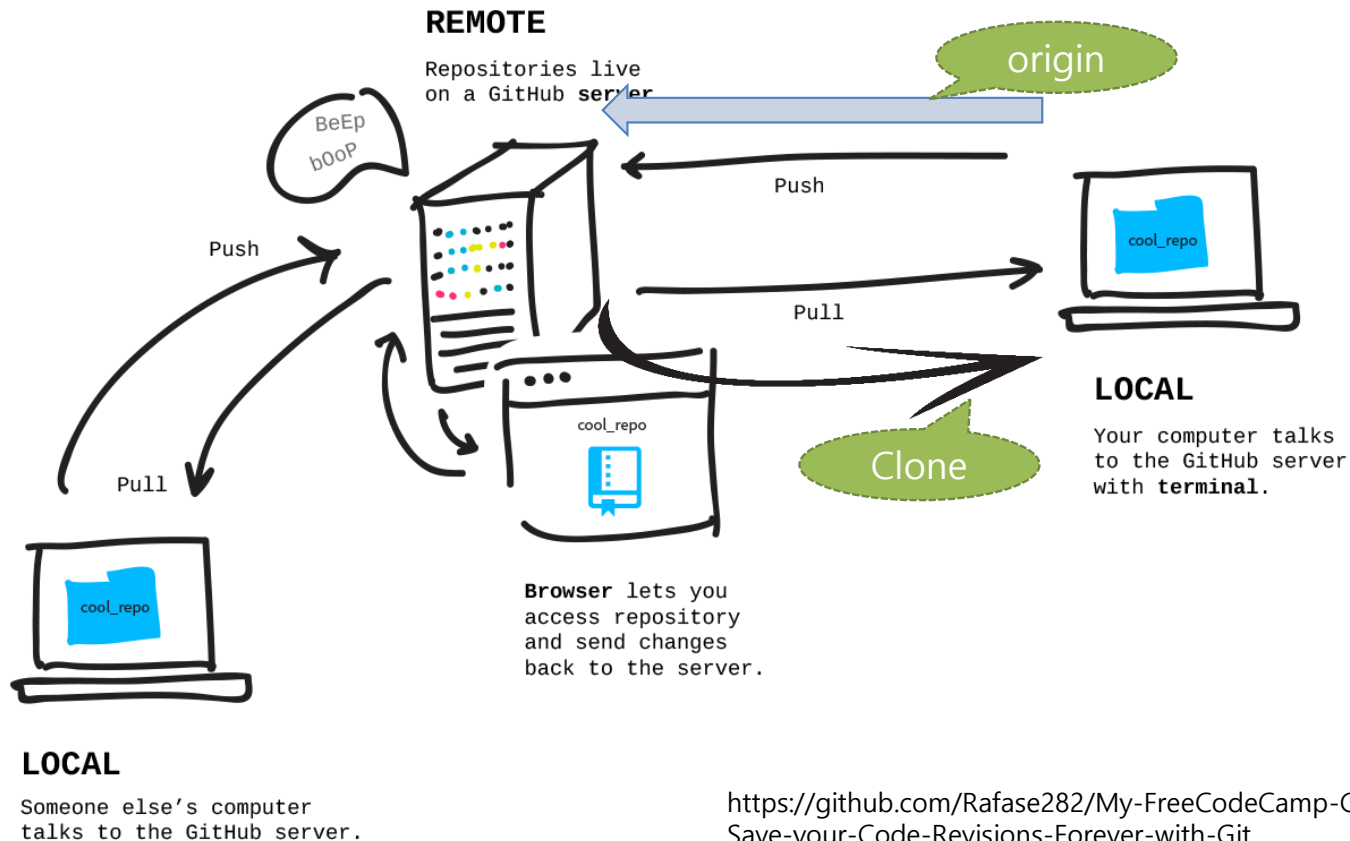 REMOTE
Repositories live
on a GitHub server
origin
BeEp
bOoP
Push
cool_repo
Push
Pull
LOCAL
Your computer talks
to the GitHub server
with terminal.
cool_repo
Clone
Pull
cool_repo
Browser lets you
access repository
and send changes
back to the server.
LOCAL
Someone else’s computer
talks to the GitHub server.
https://github.com/Rafase282/My-FreeCodeCamp-C
Save-your-Code-Revisions-Forever-with-Git